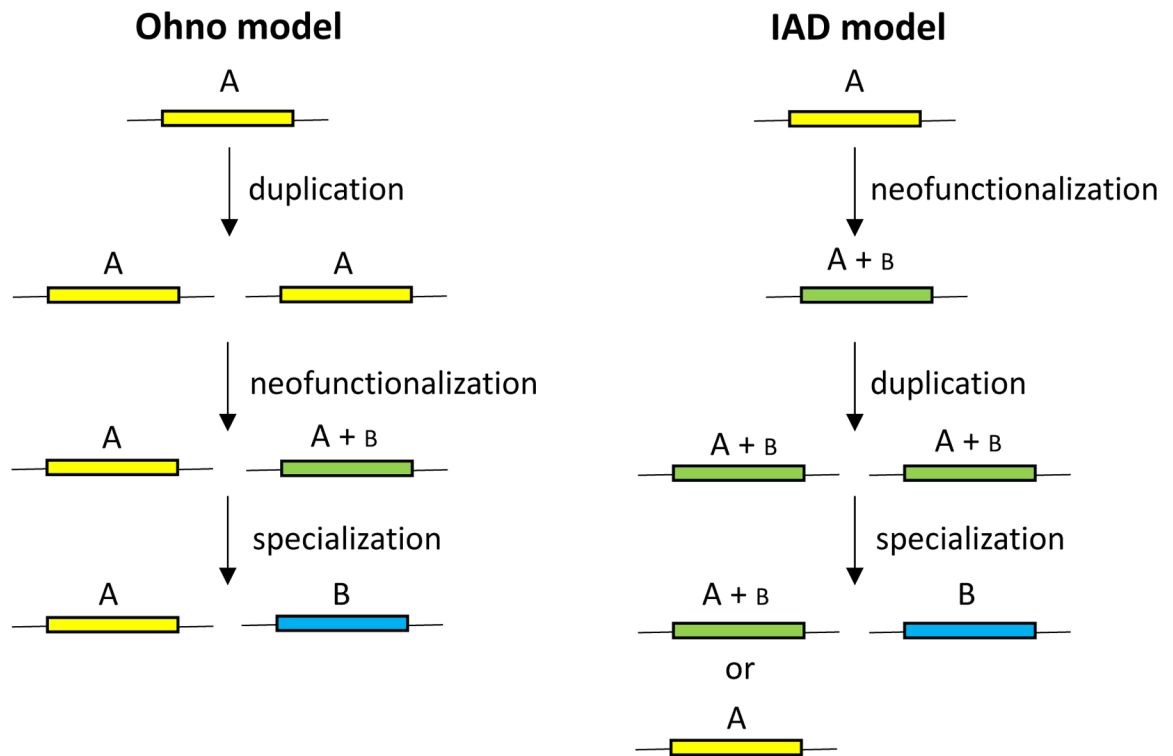 Ohno model
A
duplication
A
A
neofunctionalization
A
A + B
specialization
A
B
IAD model
A
neofunctionalization
A + B
duplication
A + B
A + B
specialization
A + B
B
or
A